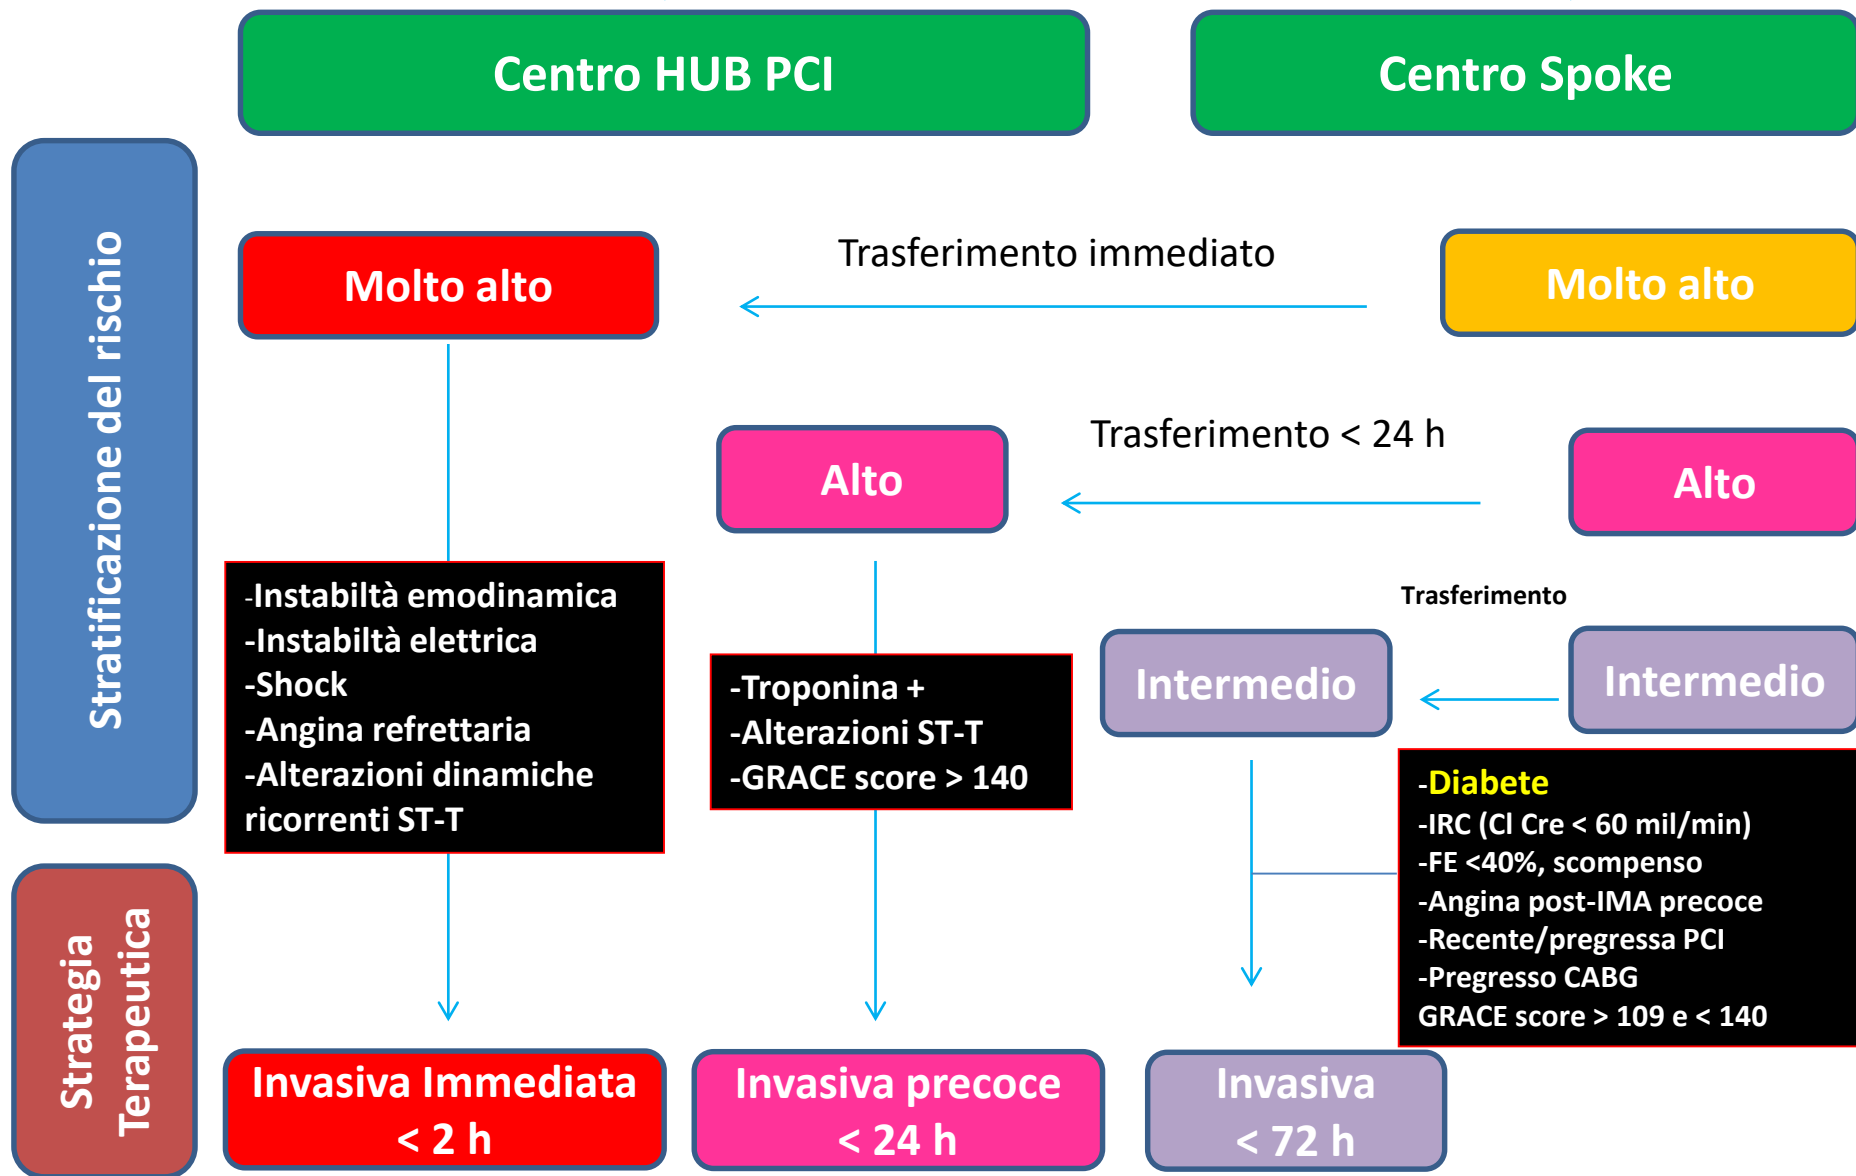 Centro HUB PCI
Centro Spoke
Stratificazione del rischio
Molto alto
Trasferimento immediato
Molto alto
Alto
Trasferimento < 24 h
Alto
-Instabiltà emodinamica
-Instabiltà elettrica
-Shock
-Angina refrettaria
-Alterazioni dinamiche
ricorrenti ST-T
-Troponina +
-Alterazioni ST-T
-GRACE score > 140
Trasferimento
Intermedio
Intermedio
-Diabete
-IRC (Cl Cre < 60 mil/min)
-FE <40%, scompenso
-Angina post-IMA precoce
-Recente/pregressa PCI
-Pregresso CABG
GRACE score > 109 e < 140
Strategia
Terapeutica
Invasiva Immediata
< 2 h
Invasiva precoce
< 24 h
Invasiva
< 72 h